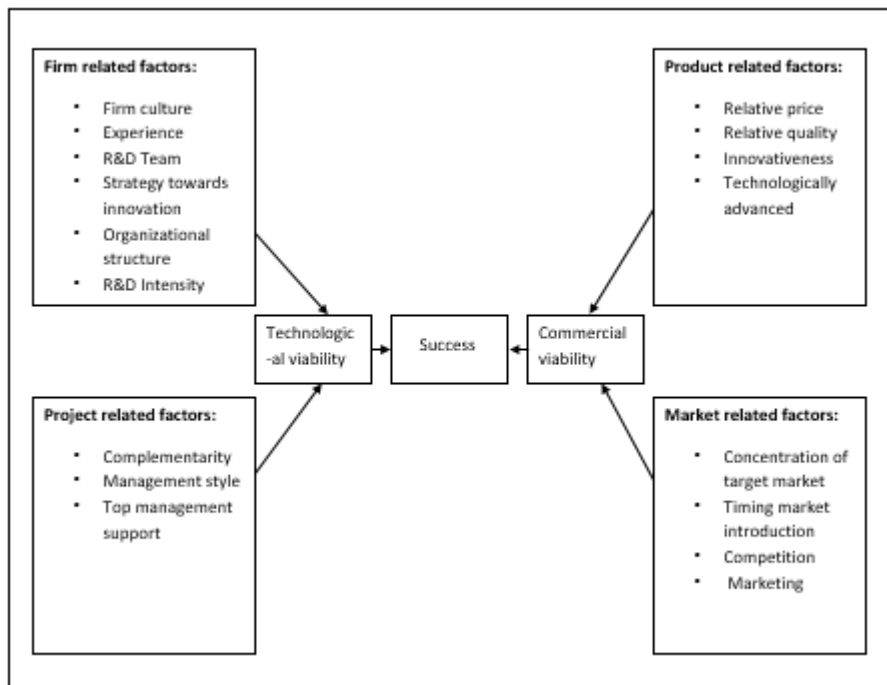 Firm related factors:
▪ Firm culture
▪ Experience
▪ R&D Team
▪ Strategy towards
innovation
▪ Organizational
structure
▪ R&D Intensity
Product related factors:
▪ Relative price
▪ Relative quality
▪ Innovativeness
▪ Technologically
advanced
Technologic
-al viability
Success
Commercial
viability
Project related factors:
▪ Complementarity
▪ Management style
▪ Top management
support
Market related factors:
▪ Concentration of
target market
▪ Timing market
introduction
▪ Competition
▪ Marketing